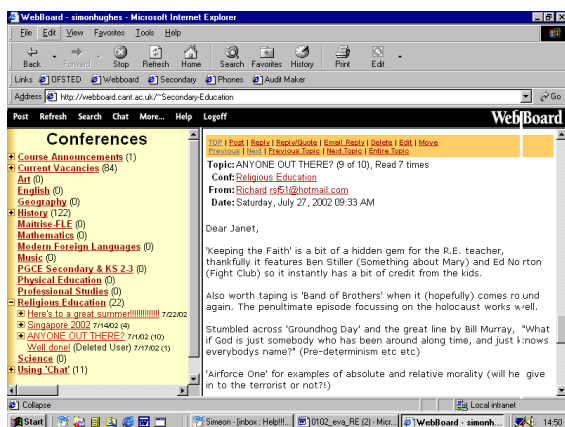 WebBoard - simonhughes - Microsoft Internet Explorer
File Edit View Favorites Tools Help
Back Forward Stop Refresh Home Search Favorites History Print Edit
Links OFSTED Webboard Secondary Phones Audit Maker
Address http://webboard.cant.ac.uk/~Secondary-Education Go
Post Refresh Search Chat More... Help Logoff WebBoard
Conferences
Course Announcements (1)
Current Vacancies (84)
Art (0)
English (0)
Geography (0)
History (122)
Maitrise-FLE (0)
Mathematics (0)
Modern Foreign Languages (0)
Music (0)
PGCE Secondary & KS 2-3 (0)
Physical Education (0)
Professional Studies (0)
Religious Education (22)
Here's to a great summer!!!!!!!!!!!!! 7/22/02
Singapore 2002 7/14/02 (4)
ANYONE OUT THERE? 7/1/02 (10)
Well done! (Deleted User) 7/17/02 (1)
Science (0)
Using 'Chat' (11)
TOP | Post | Reply | Reply/Quote | Email Reply | Delete | Edit | Move
Previous | Next | Previous Topic | Next Topic | Entire Topic
Topic: ANYONE OUT THERE? (9 of 10), Read 7 times
Conf: Religious Education
From: Richard rsf51@hotmail.com
Date: Saturday, July 27, 2002 09:33 AM
Dear Janet,
'Keeping the Faith' is a bit of a hidden gem for the R.E. teacher,
thankfully it features Ben Stiller (Something about Mary) and Ed Norton
(Fight Club) so it instantly has a bit of credit from the kids.
Also worth taping is 'Band of Brothers' when it (hopefully) comes round
again. The penultimate episode focussing on the holocaust works well.
Stumbled across 'Groundhog Day' and the great line by Bill Murray, "What
if God is just somebody who has been around along time, and just knows
everybodys name?" (Pre-determinism etc etc)
'Airforce One' for examples of absolute and relative morality (will he give
in to the terrorist or not?!)
Collapse Local intranet
Start Simeon - [inbox : Help!!!... 0102_eva_RE (2) - Micr... WebBoard - simonh... 14:50